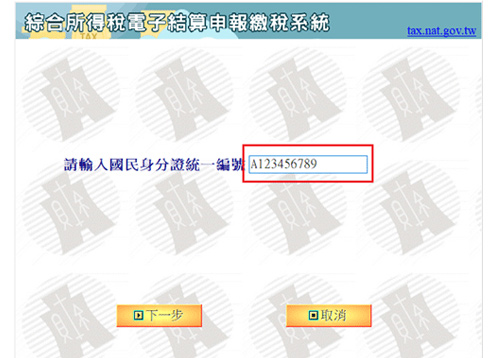 綜合所得稅電子結算申報繳稅系統
TAX
tax.nat.gov.tw
請輸入國民身分證統一編號 A123456789
下一步
取消